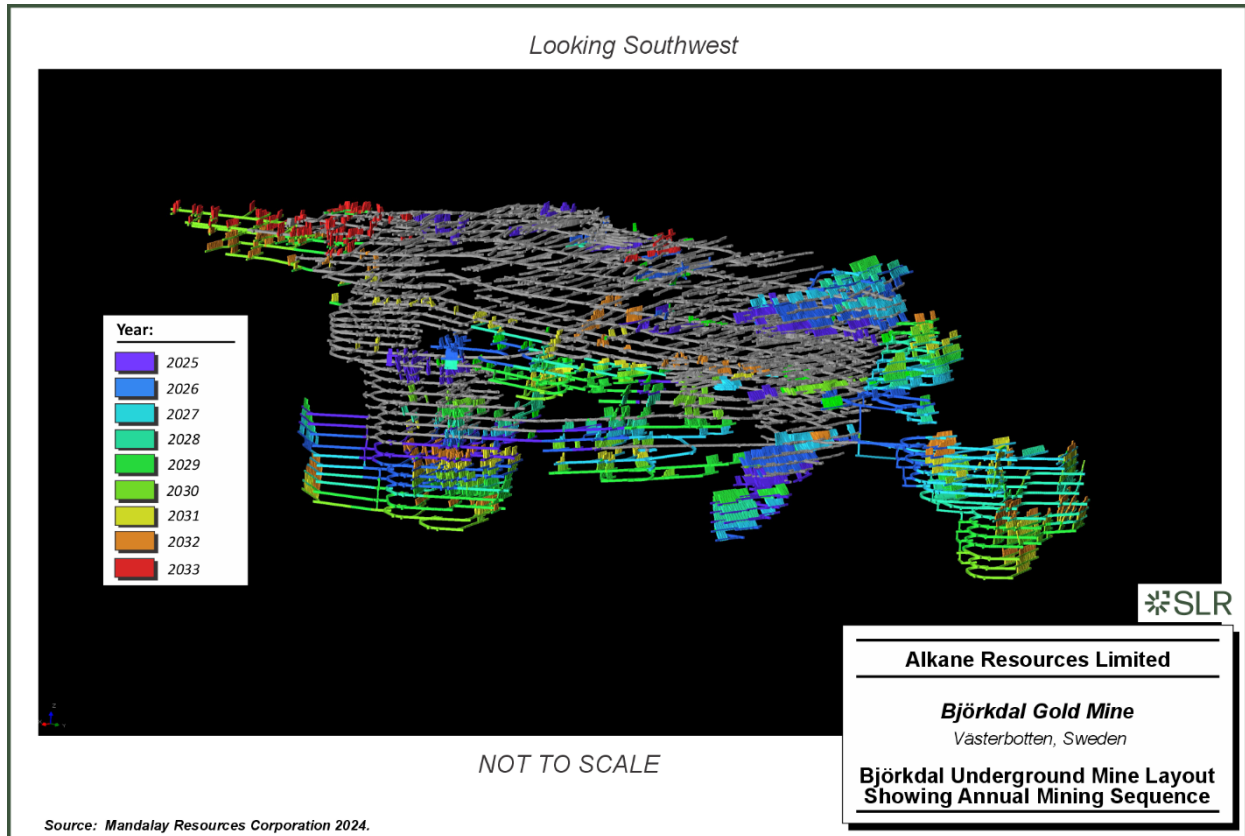 Looking Southwest
Year:
2025
2026
2027
2028
2029
2030
2031
2032
2033
Z
SLR
Alkane Resources Limited
Björkdal Gold Mine
Västerbotten, Sweden
Björkdal Underground Mine Layout
Showing Annual Mining Sequence
NOT TO SCALE
Source: Mandalay Resources Corporation 2024.